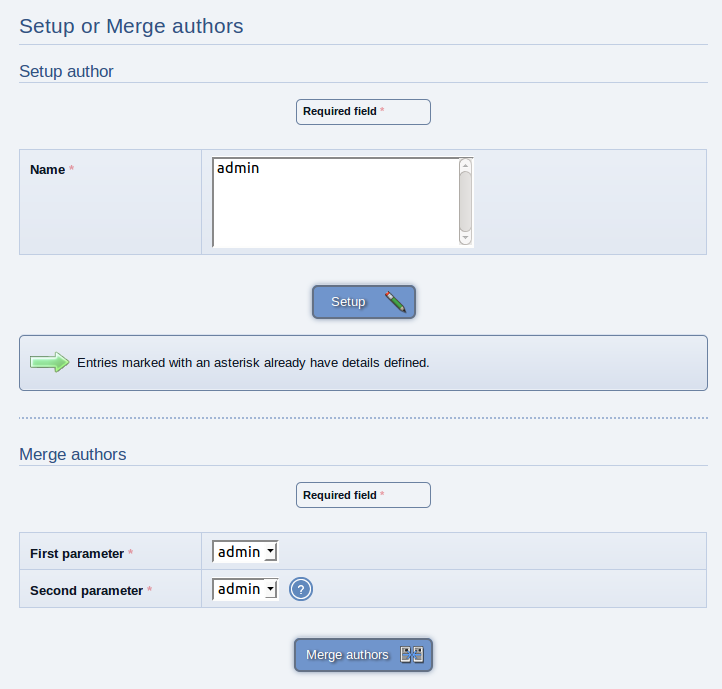 Setup or Merge authors
Setup author
Required field *
Name *
admin
Setup
Entries marked with an asterisk already have details defined.
Merge authors
Required field *
First parameter *
admin
Second parameter *
admin
?
Merge authors